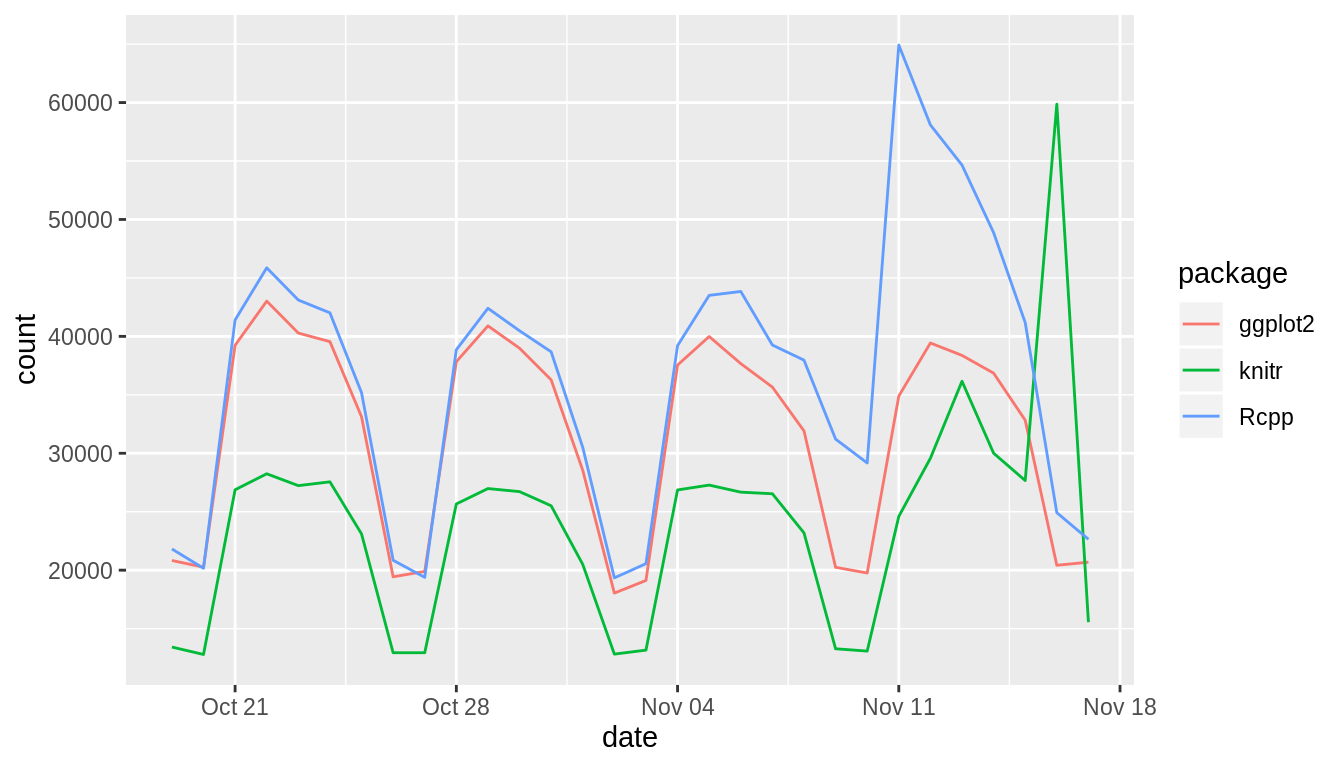 60000
50000
40000
30000
20000
count
Oct 21
Oct 28
Nov 04
Nov 11
Nov 18
date
package
ggplot2
knitr
Rcpp